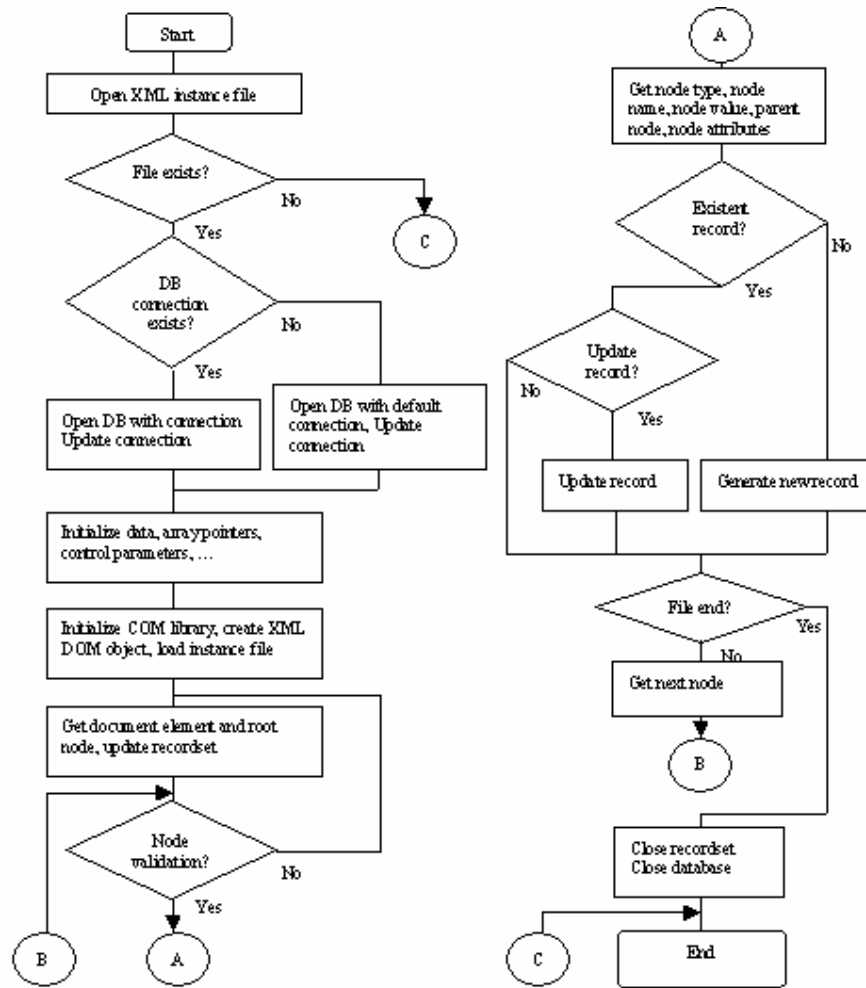 Start
Open XML instance file
File exists?
No
C
Yes
DB
connection
exists?
No
Yes
Open DB with connection
Update connection
Open DB with default
connection, Update
connection
Initialize data, array pointers,
control parameters, ...
Initialize COM library, create XML
DOM object, load instance file
Get document element and root
node, update recordset
Node
validation?
No
Yes
B
A
A
Get node type, node
name, node value, parent
node, node attributes
Existent
record?
No
Yes
Update
record?
No
Yes
Update record
Generate new record
File end?
Yes
No
Get next node
B
Close recordset
Close database
C
End